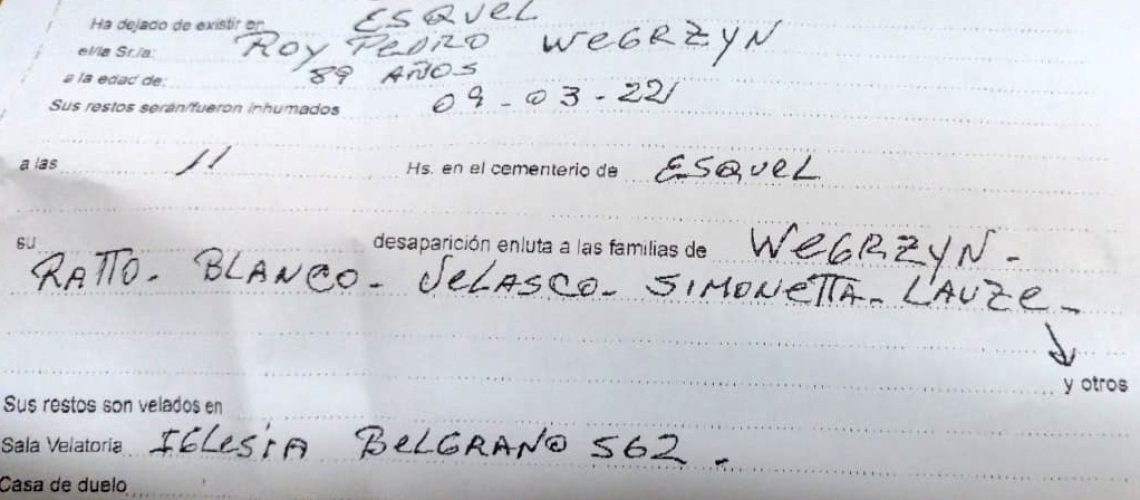 Ha dejado de existir en ESQUEL
el/la Sr./a: ROY PEDRO WEGRZYN
a la edad de: 89 AÑOS
Sus restos serán/fueron inhumados 09-03-22
a las 11 Hs. en el cementerio de ESQUEL
su desaparición enluta a las familias de WEGRZYN-
RATTO- BLANCO- VELASCO- SIMONETTA- LAUZE-
y otros
Sus restos son velados en
Sala Velatoria IGLESIA BELGRANO 562.
Casa de duelo